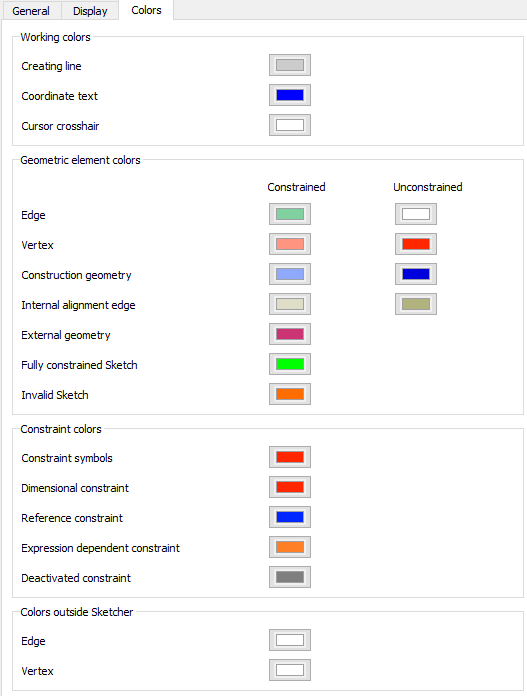 General Display Colors
Working colors
Creating line
Coordinate text
Cursor crosshair
Geometric element colors
Constrained Unconstrained
Edge
Vertex
Construction geometry
Internal alignment edge
External geometry
Fully constrained Sketch
Invalid Sketch
Constraint colors
Constraint symbols
Dimensional constraint
Reference constraint
Expression dependent constraint
Deactivated constraint
Colors outside Sketcher
Edge
Vertex